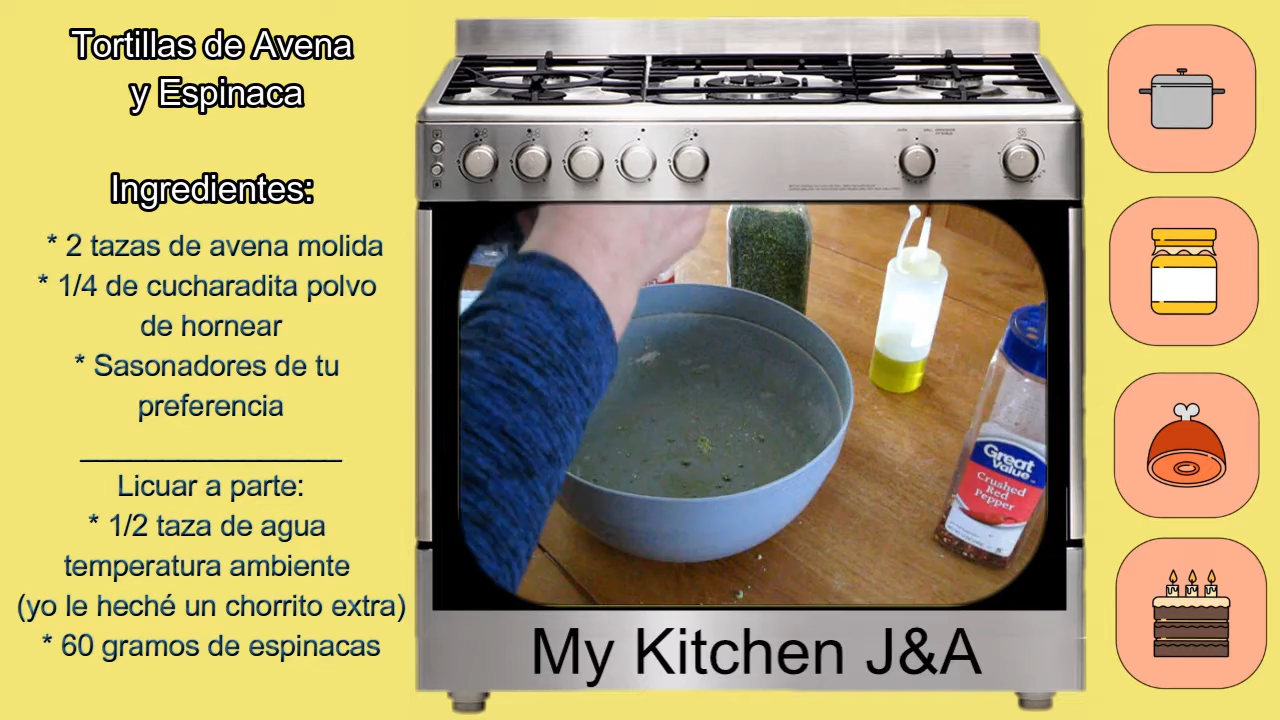 Tortillas de Avena
y Espinaca
Ingredientes:
* 2 tazas de avena molida
* 1/4 de cucharadita polvo
de hornear
* Sasonadores de tu
preferencia
Licuar a parte:
* 1/2 taza de agua
temperatura ambiente
(yo le heché un chorrito extra)
* 60 gramos de espinacas
Great
Value
Crushed
Red
Pepper
My Kitchen J&A